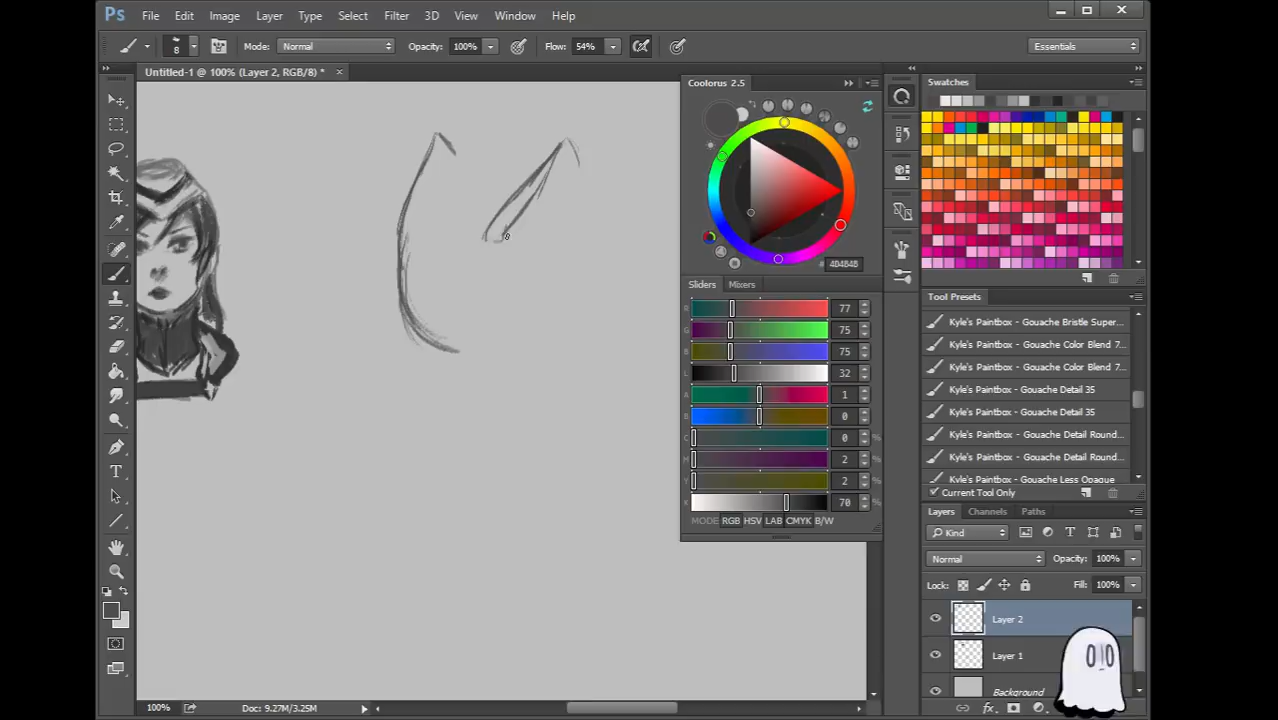 Ps File Edit Image Layer Type Select Filter 3D View Window Help
8 Mode: Normal Opacity: 100% Flow: 54% Essentials
Untitled-1 @ 100% (Layer 2, RGB/8) * ×
Coolorus 2.5
# 4B4B4B
Sliders Mixers
R 77
G 75
B 75
L 32
A 1
B 0
C 0 %
M 2 %
Y 2 %
K 70 %
MODE RGB HSV LAB CMYK B/W
Swatches
Tool Presets
Kyle's Paintbox - Gouache Bristle Super...
Kyle's Paintbox - Gouache Color Blend 7...
Kyle's Paintbox - Gouache Color Blend 7...
Kyle's Paintbox - Gouache Detail 35
Kyle's Paintbox - Gouache Detail 35
Kyle's Paintbox - Gouache Detail Round...
Kyle's Paintbox - Gouache Detail Round...
Kyle's Paintbox - Gouache Less Opaque
Current Tool Only
Layers Channels Paths
Kind
Normal Opacity: 100%
Lock: Fill: 100%
Layer 2
Layer 1
Background
fx
100% Doc: 9.27M/3.25M